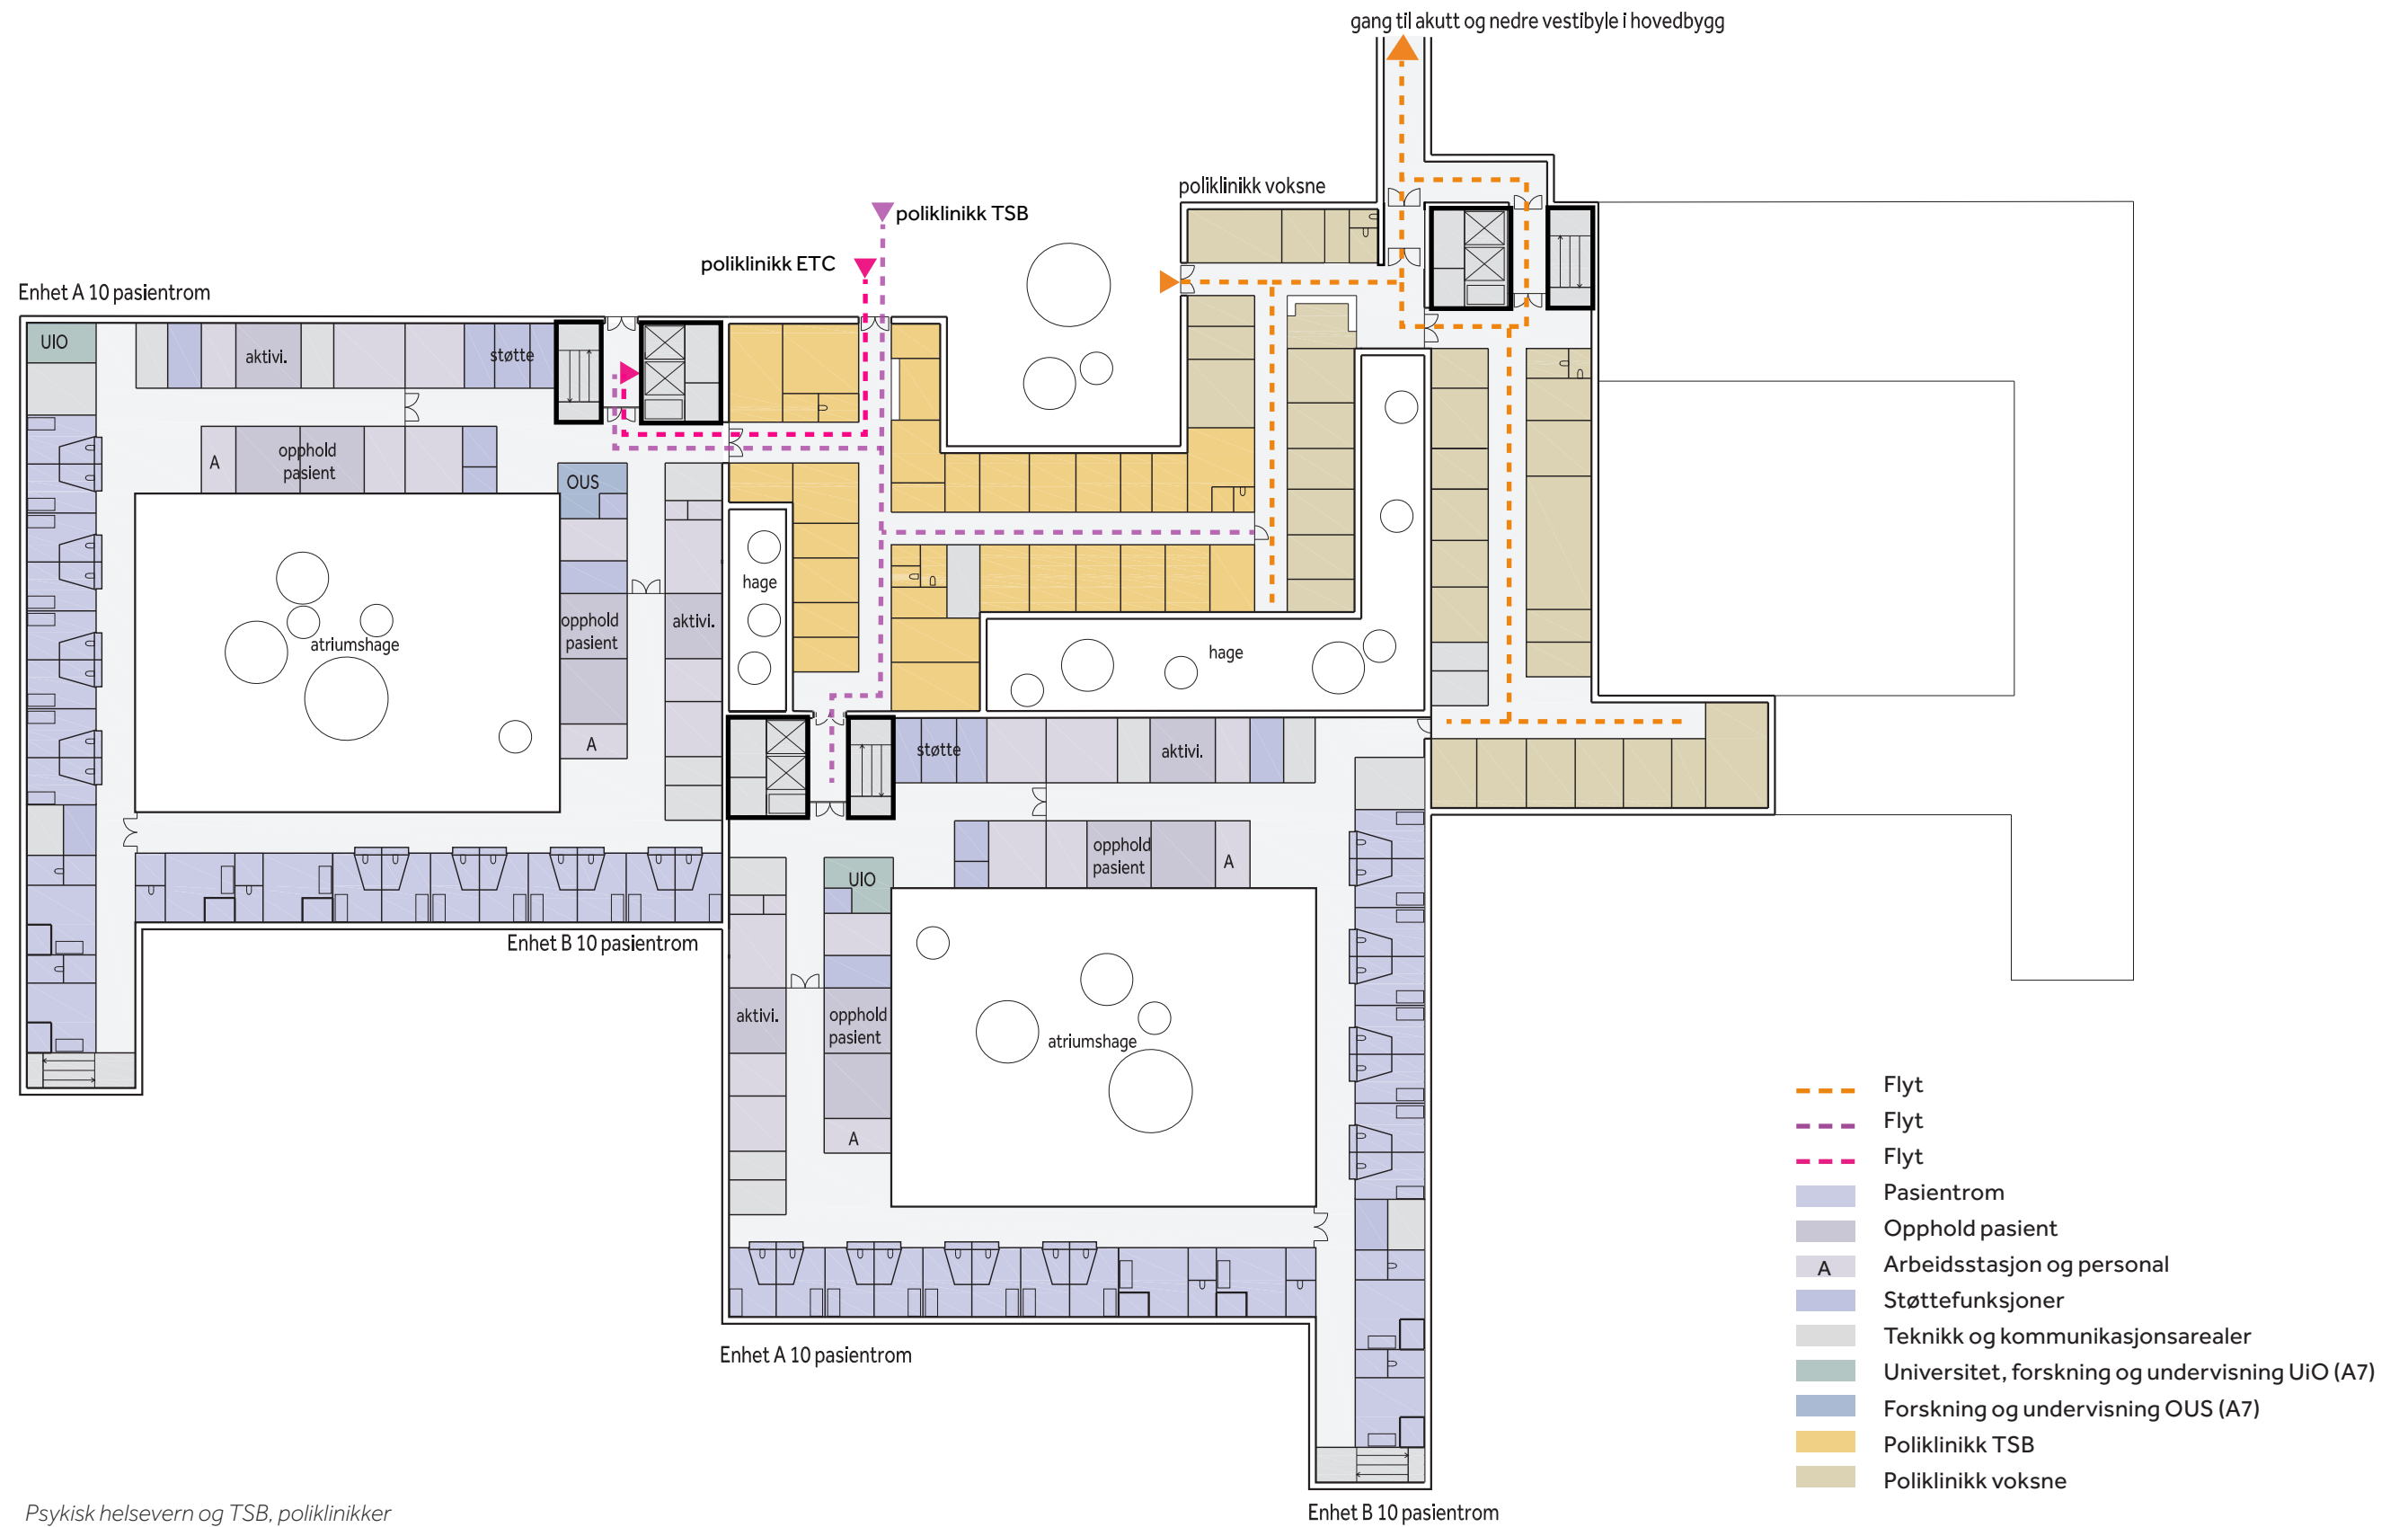 gang til akutt og nedre vestibyle i hovedbygg
poliklinikk voksne
poliklinikk TSB
poliklinikk ETC
Enhet A 10 pasientrom
UIO
aktivi.
støtte
A
opphold
pasient
OUS
hage
opphold
pasient
aktivi.
atriumshage
hage
A
støtte
aktivi.
opphold
pasient
A
UIO
Enhet B 10 pasientrom
aktivi.
opphold
pasient
atriumshage
A
Enhet A 10 pasientrom
Enhet B 10 pasientrom
Flyt
Flyt
Flyt
Pasientrom
Opphold pasient
A Arbeidsstasjon og personal
Støttefunksjoner
Teknikk og kommunikasjonsarealer
Universitet, forskning og undervisning UiO (A7)
Forskning og undervisning OUS (A7)
Poliklinikk TSB
Poliklinikk voksne
Psykisk helsevern og TSB, poliklinikker